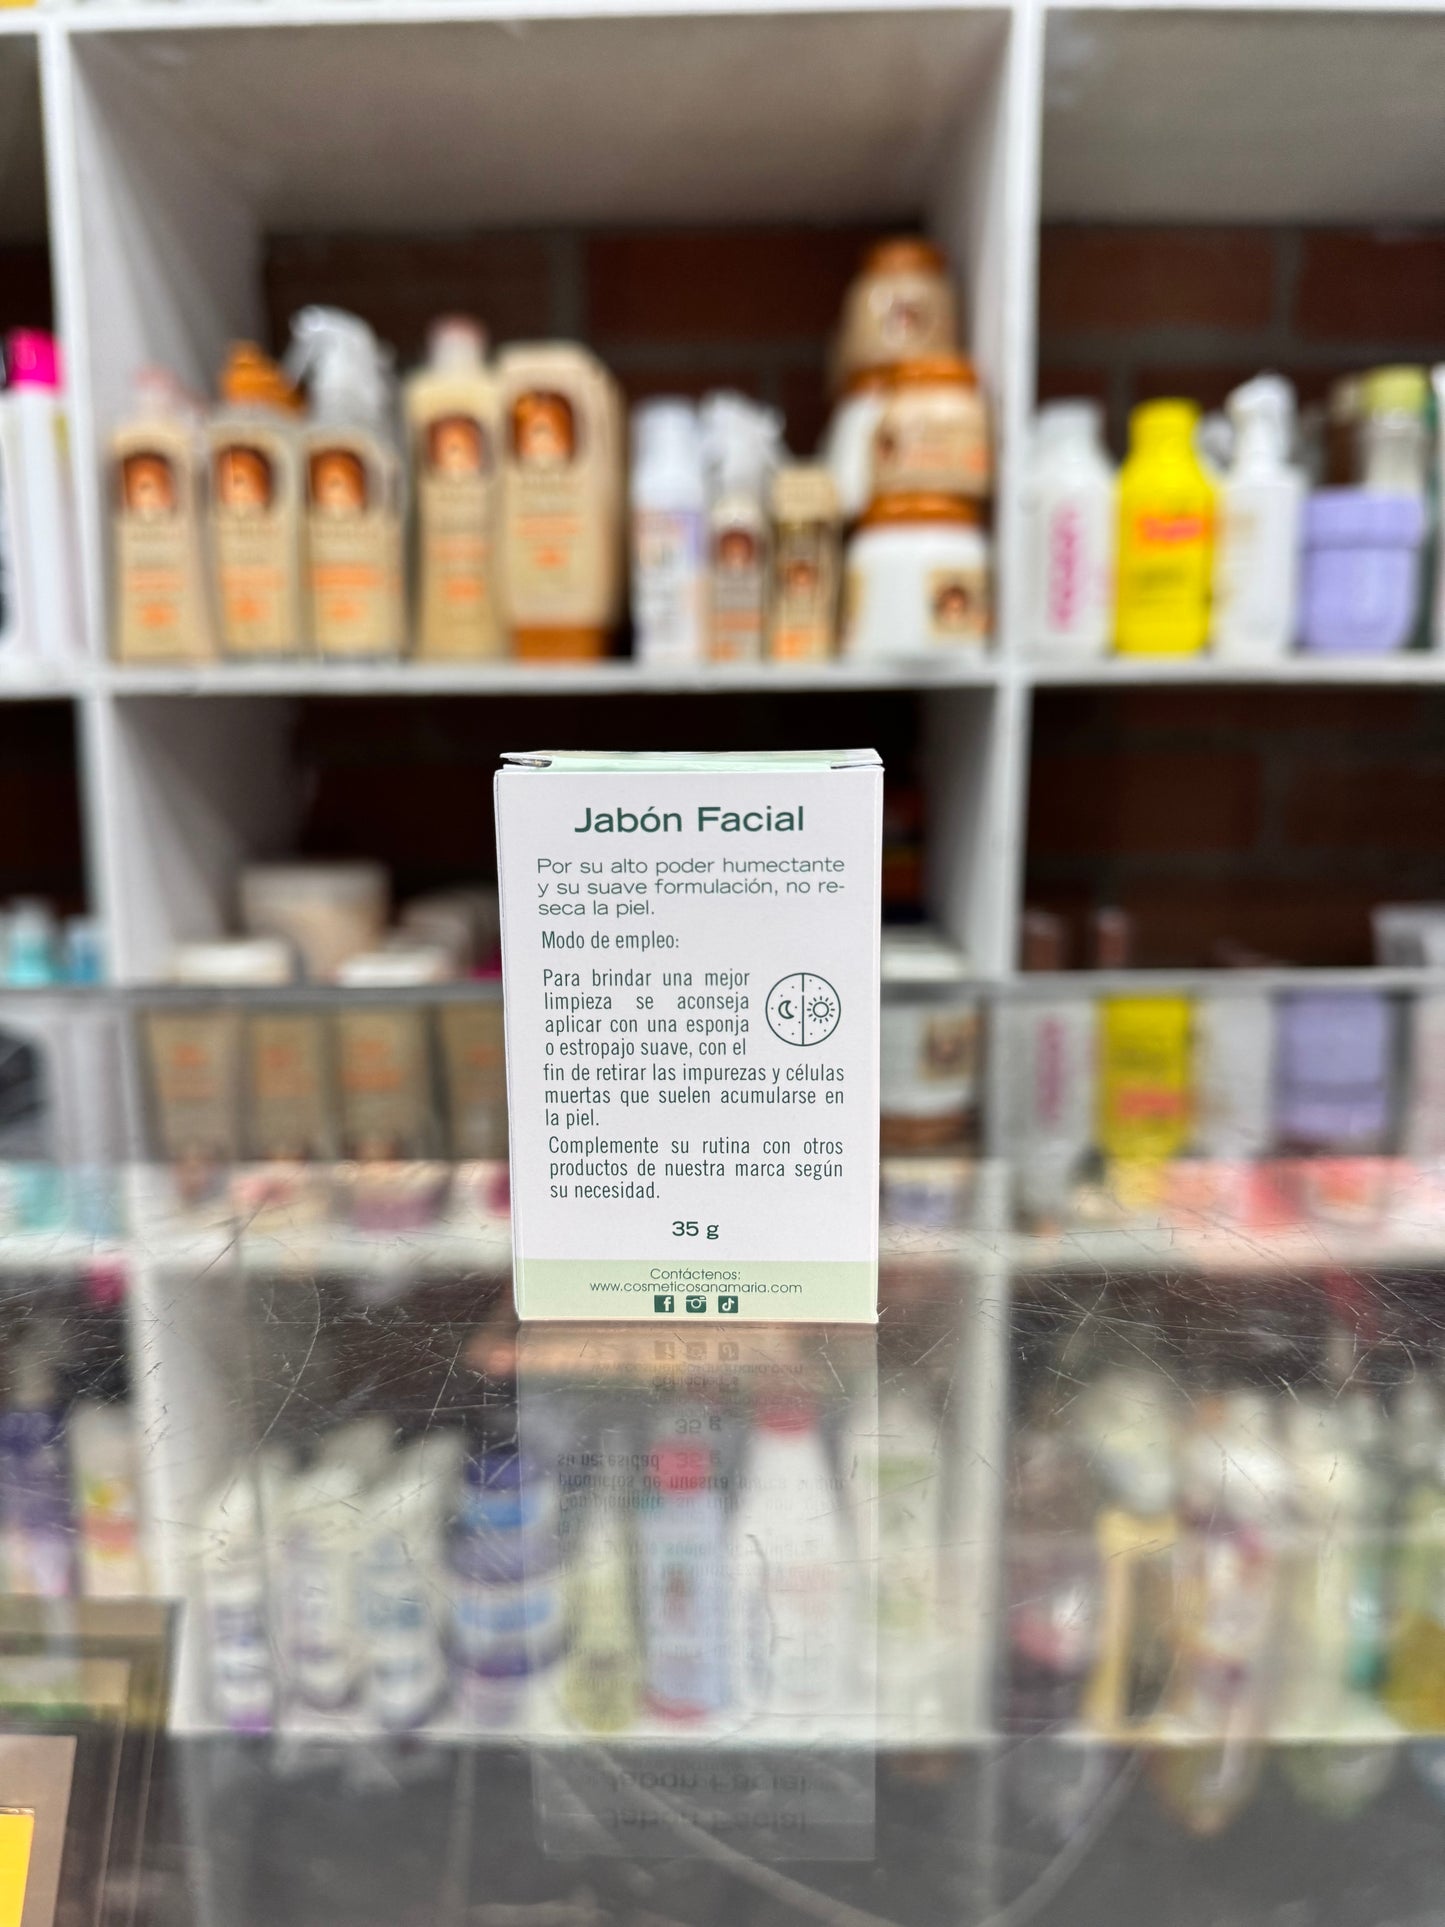 Jabón Facial
Por su alto poder humectante
y su suave formulación, no re-
seca la piel.
Modo de empleo:
Para brindar una mejor
limpieza se aconseja
aplicar con una esponja
o estropajo suave, con el
fin de retirar las impurezas y células
muertas que suelen acumularse en
la piel.
Complemente su rutina con otros
productos de nuestra marca según
su necesidad.
35 g
Contáctenos:
www.cosmeticosanamaria.com